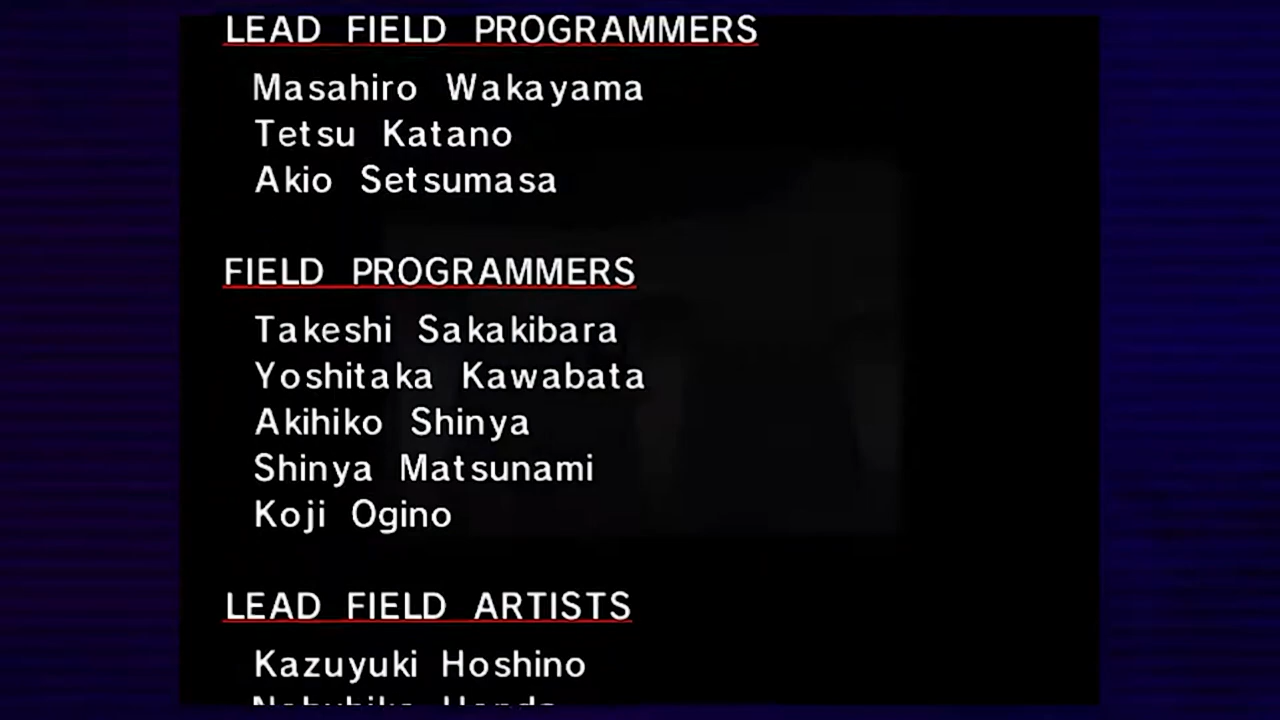 LEAD FIELD PROGRAMMERS
Masahiro Wakayama
Tetsu Katano
Akio Setsumasa
FIELD PROGRAMMERS
Takeshi Sakakibara
Yoshitaka Kawabata
Akihiko Shinya
Shinya Matsunami
Koji Ogino
LEAD FIELD ARTISTS
Kazuyuki Hoshino